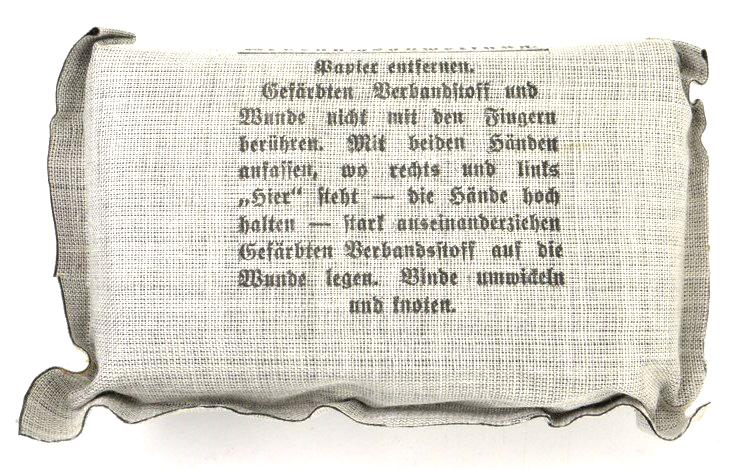 Papier entfernen.
Gefärbten Verbandstoff und
Wunde nicht mit den Fingern
berühren. Mit beiden Händen
anfassen, wo rechts und links
„Hier“ steht — die Hände hoch
halten — stark auseinanderziehen
Gefärbten Verbandsstoff auf die
Wunde legen. Binde umwickeln
und knoten.